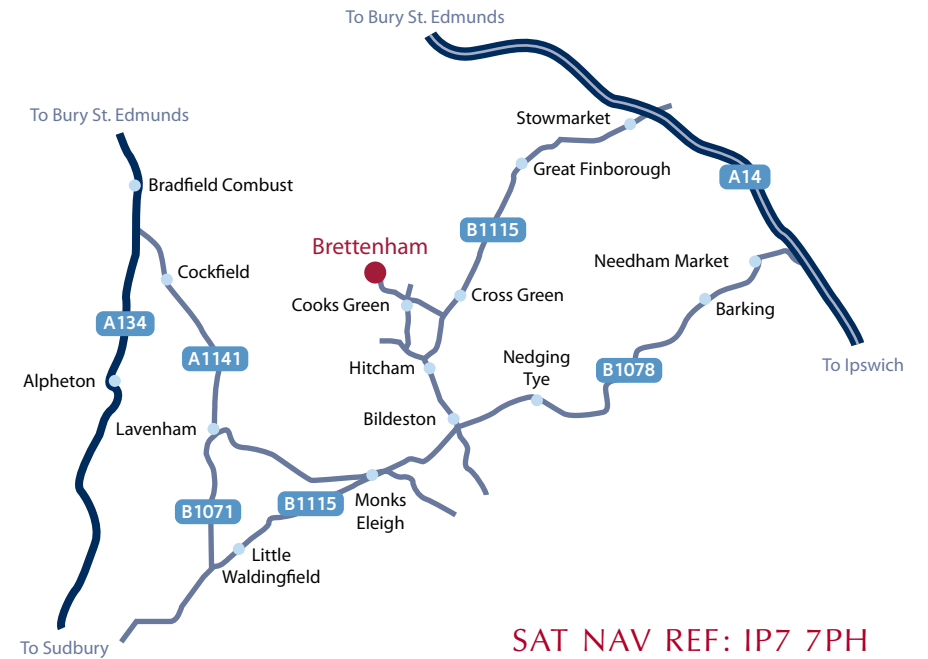 To Bury St. Edmunds
To Bury St. Edmunds
Stowmarket
Great Finborough
A14
Bradfield Combust
B1115
Brettenham
Needham Market
Cockfield
Cooks Green
Cross Green
Barking
A134
A1141
Nedging
Tye
Hitcham
B1078
To Ipswich
Alpheton
Bildeston
Lavenham
Monks
Eleigh
B1115
B1071
Little
Waldingfield
To Sudbury
SAT NAV REF: IP7 7PH